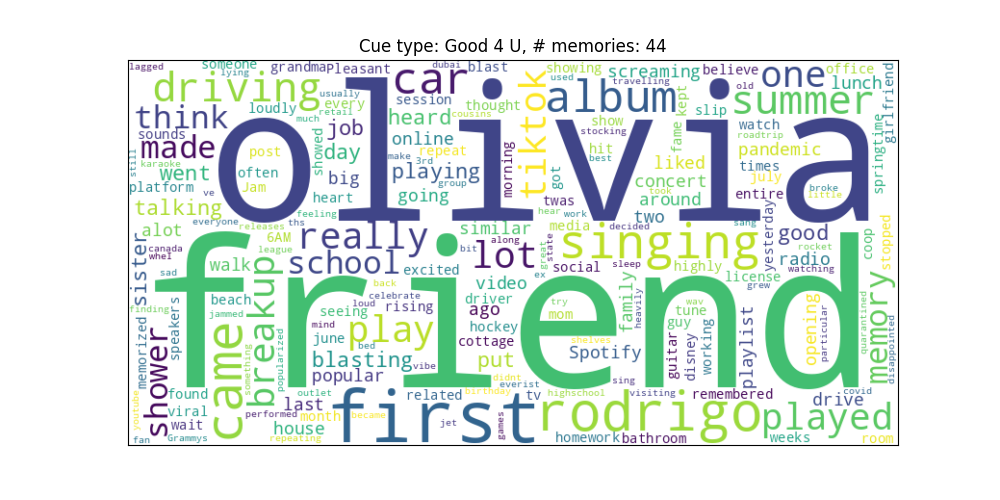 Cue type: Good 4 U, # memories: 44
lagged someone grandma Pleasant dubai blast showing screaming believe office
lying driving usually car used travelling one old lunch girlfriend
think loudly every session thought tiktok album kept slip summer
made sounds olivia job heard online show fame watch retail much cousins stocking roadtrip
still karaoke went post often showed day make 3rd repeat morning hit best liked pandemic springtime
platform ve Jam heart big playing group got concert took times july entire broke little
talking everyone feeling going twas around
alot releases ths similar hear work media decided two sang yesterday good stopped
sister canada 6AM league really lot along bit great state singing grew rocket radio coop
whel sad walk school excited ex social sleep highly license watching
finding beach jammed back video try family tune wav memory
friend
memorized speakers breakup seeing loud celebrate rising driver ago hockey mom guy playlist opening particular quarantined disappointed
shower came popularized june mind play cottage shelves Spotify heavily guitar disney working
blasting bed vibe put
popular didnt sing visiting remembered covid
youtube found outlet related everist tv birthday highschool drive
viral last first rodrigo played
wait performed month became jet games
fan Grammys house repeating homework bathroom weeks room